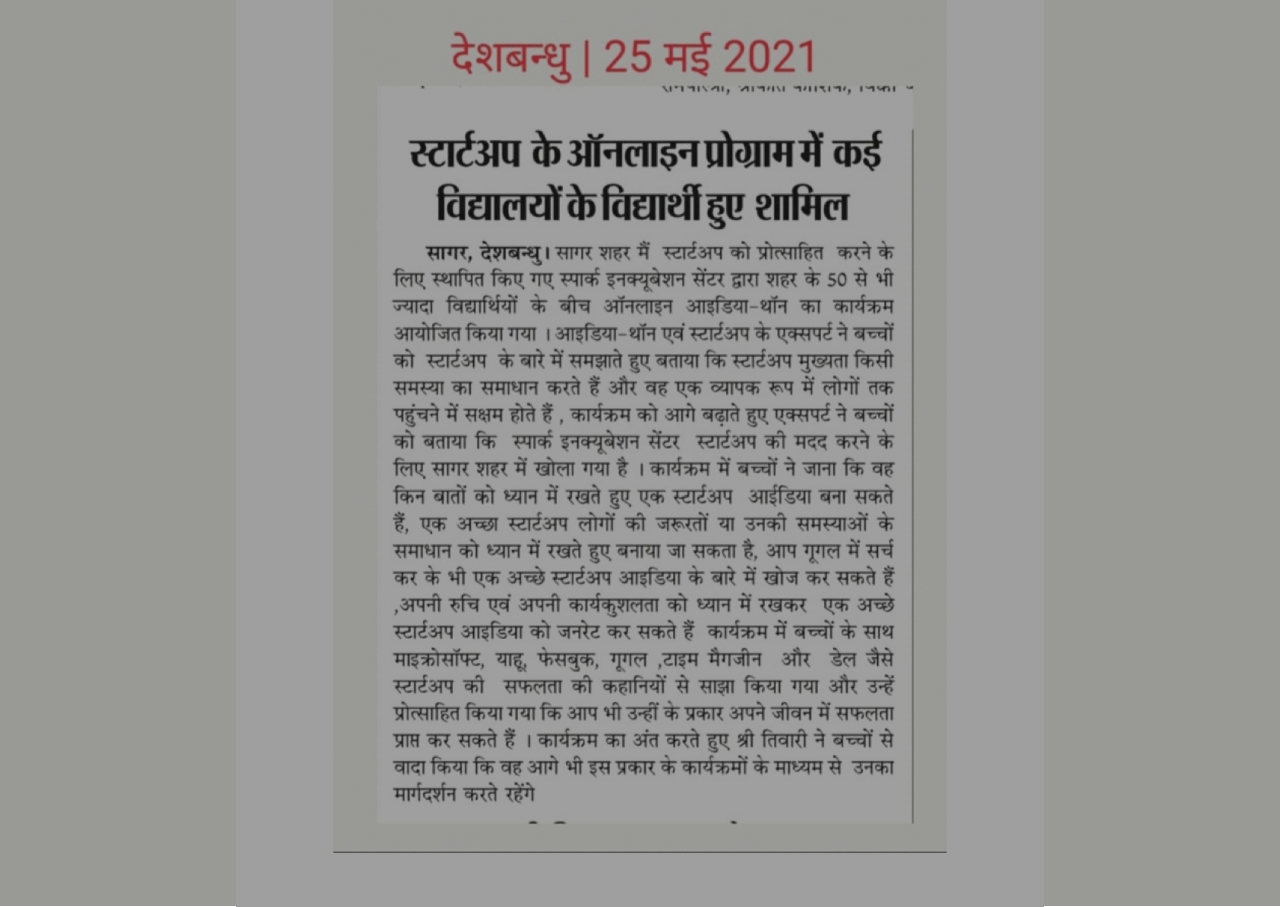 देशबन्धु | 25 मई 2021
स्टार्टअप के ऑनलाइन प्रोग्राम में कई
विद्यालयों के विद्यार्थी हुए शामिल
सागर, देशबन्धु। सागर शहर मैं स्टार्टअप को प्रोत्साहित करने के
लिए स्थापित किए गए स्पार्क इनक्यूबेशन सेंटर द्वारा शहर के 50 से भी
ज्यादा विद्यार्थियों के बीच ऑनलाइन आइडिया-थॉन का कार्यक्रम
आयोजित किया गया । आइडिया-थॉन एवं स्टार्टअप के एक्सपर्ट ने बच्चों
को स्टार्टअप के बारे में समझाते हुए बताया कि स्टार्टअप मुख्यता किसी
समस्या का समाधान करते हैं और वह एक व्यापक रूप में लोगों तक
पहुंचने में सक्षम होते हैं , कार्यक्रम को आगे बढ़ाते हुए एक्सपर्ट ने बच्चों
को बताया कि स्पार्क इनक्यूबेशन सेंटर स्टार्टअप की मदद करने के
लिए सागर शहर में खोला गया है । कार्यक्रम में बच्चों ने जाना कि वह
किन बातों को ध्यान में रखते हुए एक स्टार्टअप आईडिया बना सकते
हैं, एक अच्छा स्टार्टअप लोगों की जरूरतों या उनकी समस्याओं के
समाधान को ध्यान में रखते हुए बनाया जा सकता है, आप गूगल में सर्च
कर के भी एक अच्छे स्टार्टअप आइडिया के बारे में खोज कर सकते हैं
,अपनी रुचि एवं अपनी कार्यकुशलता को ध्यान में रखकर एक अच्छे
स्टार्टअप आइडिया को जनरेट कर सकते हैं कार्यक्रम में बच्चों के साथ
माइक्रोसॉफ्ट, याहू, फेसबुक, गूगल ,टाइम मैगजीन और डेल जैसे
स्टार्टअप की सफलता की कहानियों से साझा किया गया और उन्हें
प्रोत्साहित किया गया कि आप भी उन्हीं के प्रकार अपने जीवन में सफलता
प्राप्त कर सकते हैं । कार्यक्रम का अंत करते हुए श्री तिवारी ने बच्चों से
वादा किया कि वह आगे भी इस प्रकार के कार्यक्रमों के माध्यम से उनका
मार्गदर्शन करते रहेंगे